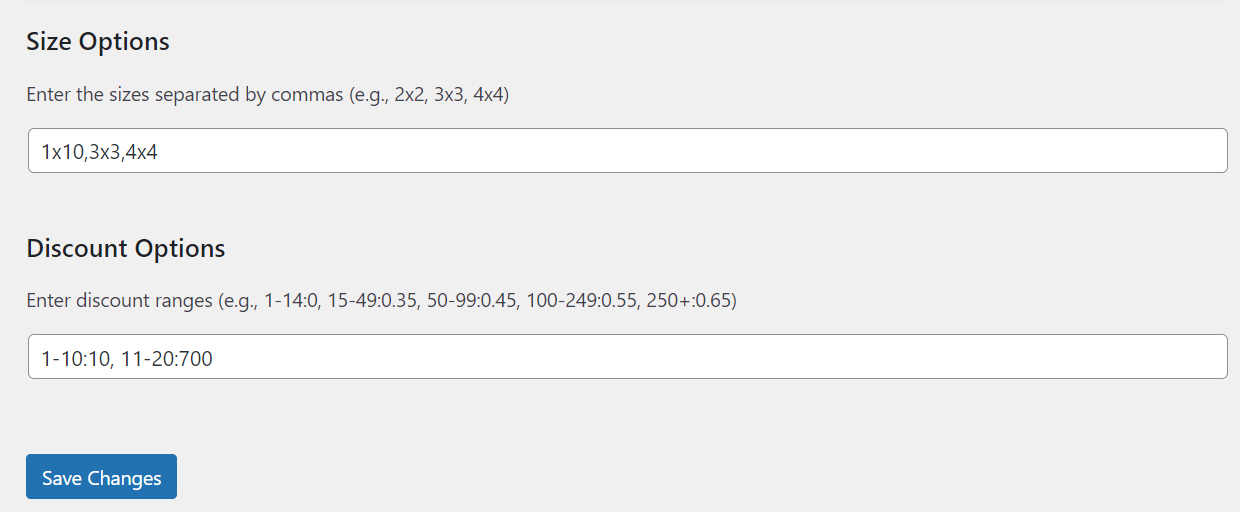 Size Options
Enter the sizes separated by commas (e.g., 2x2, 3x3, 4x4)
1x10,3x3,4x4
Discount Options
Enter discount ranges (e.g., 1-14:0, 15-49:0.35, 50-99:0.45, 100-249:0.55, 250+:0.65)
1-10:10, 11-20:700
Save Changes